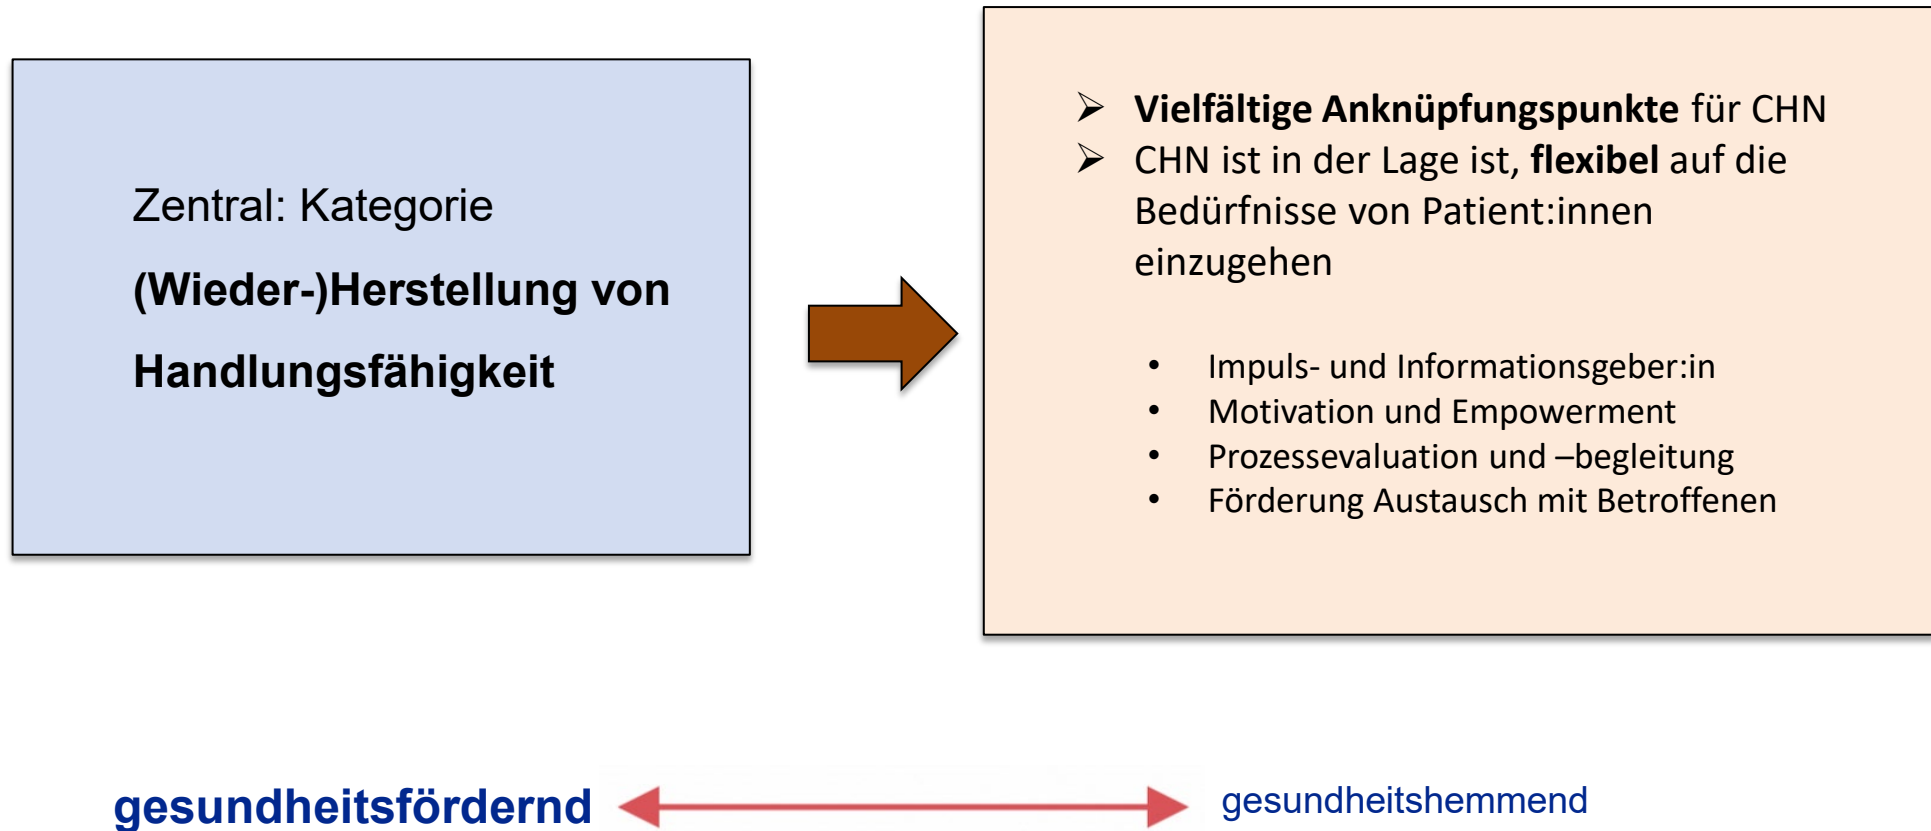 Zentral: Kategorie
(Wieder-)Herstellung von
Handlungsfähigkeit
➢ Vielfältige Anknüpfungspunkte für CHN
➢ CHN ist in der Lage ist, flexibel auf die
Bedürfnisse von Patient:innen
einzugehen
• Impuls- und Informationsgeber:in
• Motivation und Empowerment
• Prozessevaluation und –begleitung
• Förderung Austausch mit Betroffenen
gesundheitsfördernd
gesundheitshemmend